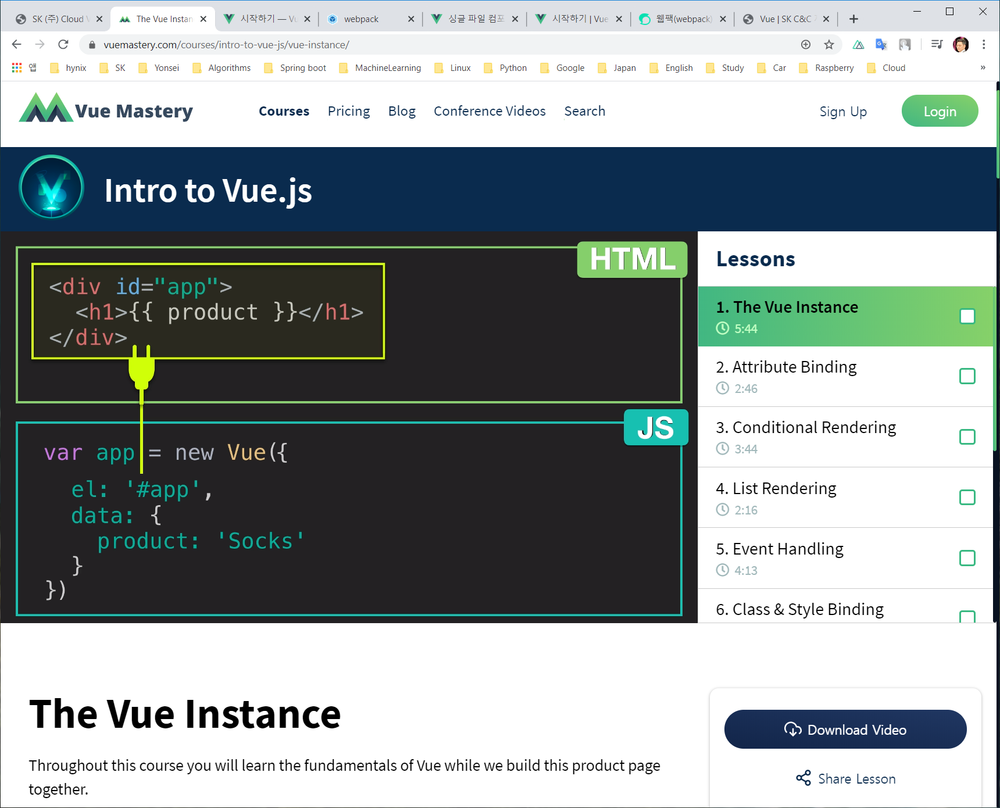 SK (주) Cloud
The Vue Instan
시작하기 — Vu
webpack
싱글 파일 컴포
시작하기 | Vue
웹팩(webpack)
Vue | SK C&C
vuemastery.com/courses/intro-to-vue-js/vue-instance/
앱 hynix SK Yonsei Algorithms Spring boot MachineLearning Linux Python Google Japan English Study Car Raspberry Cloud »
Vue Mastery
Courses Pricing Blog Conference Videos Search Sign Up Login
Intro to Vue.js
HTML
<div id="app">
<h1>{{ product }}</h1>
</div>
JS
var app = new Vue({
el: '#app',
data: {
product: 'Socks'
}
})
Lessons
1. The Vue Instance
5:44
2. Attribute Binding
2:46
3. Conditional Rendering
3:44
4. List Rendering
2:16
5. Event Handling
4:13
6. Class & Style Binding
The Vue Instance
Throughout this course you will learn the fundamentals of Vue while we build this product page
together.
Download Video
Share Lesson